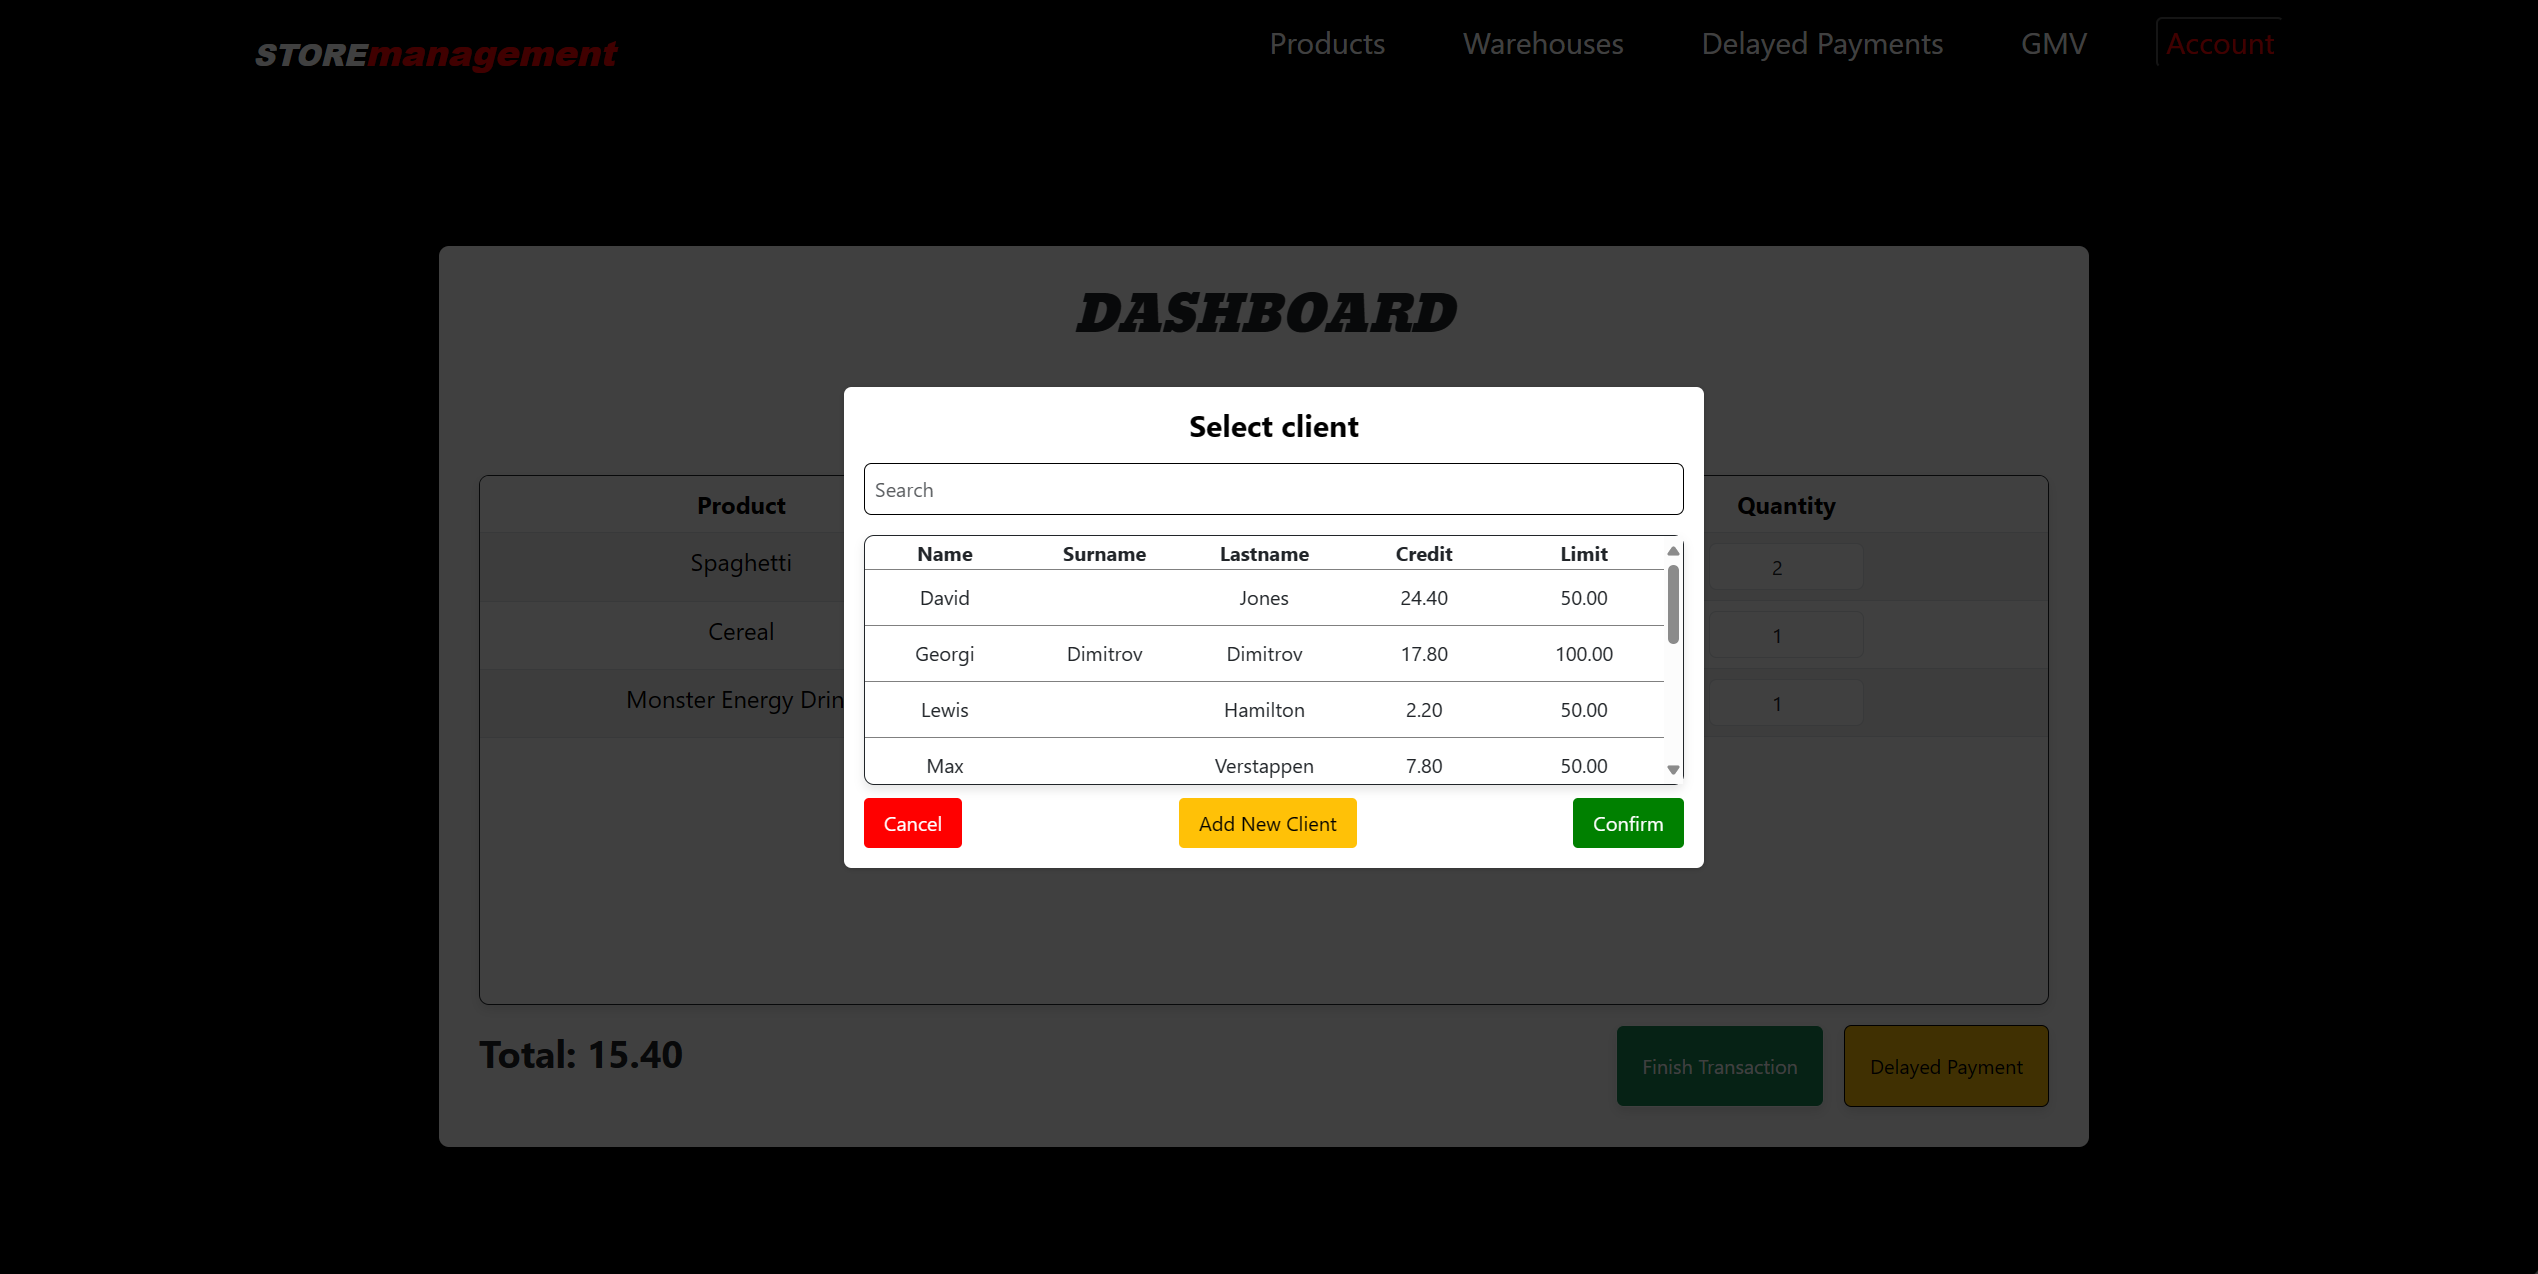 STOREmanagement Products Warehouses Delayed Payments GMV Account
DASHBOARD
Select client
Search
Product Quantity
Name Surname Lastname Credit Limit
Spaghetti 2
David Jones 24.40 50.00
Cereal 1
Georgi Dimitrov Dimitrov 17.80 100.00
Monster Energy Drin 1
Lewis Hamilton 2.20 50.00
Max Verstappen 7.80 50.00
Cancel Add New Client Confirm
Total: 15.40 Finish Transaction Delayed Payment